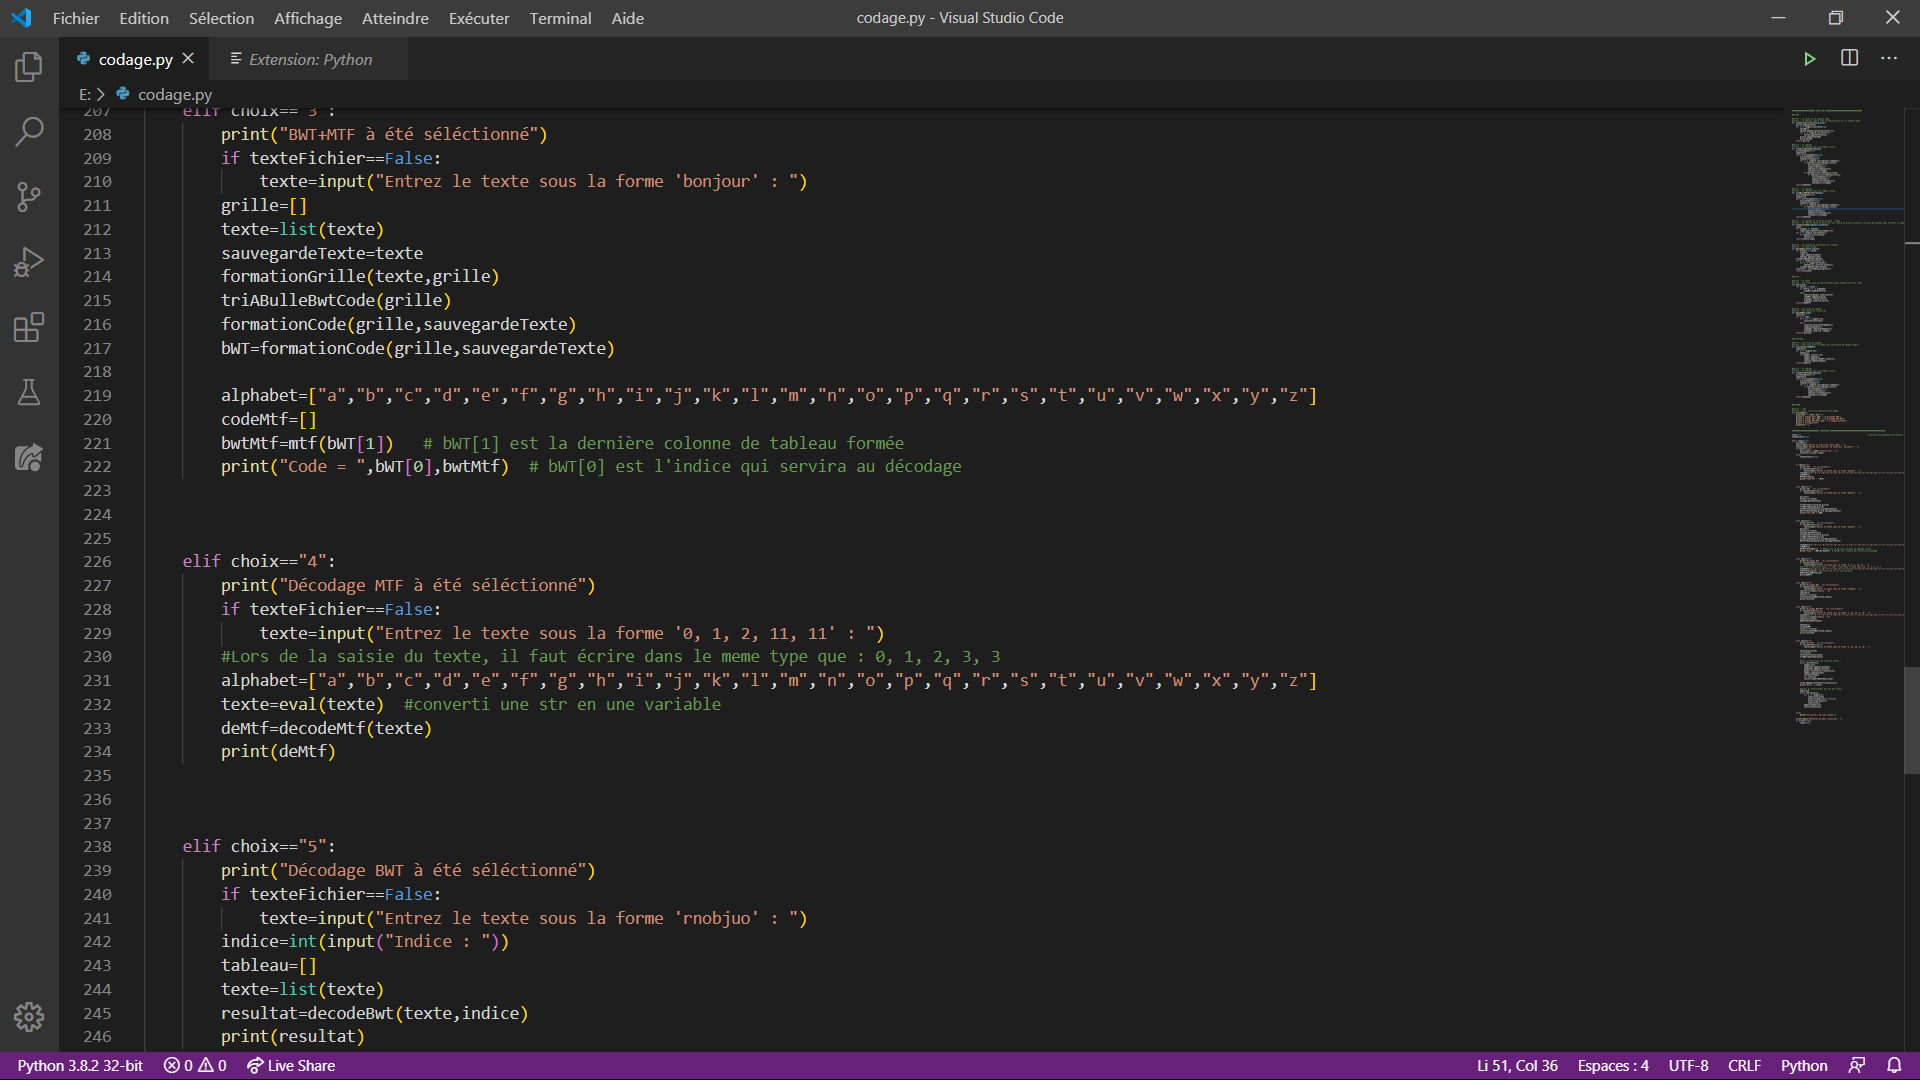 Fichier Edition Sélection Affichage Atteindre Exécuter Terminal Aide codage.py - Visual Studio Code
codage.py Extension: Python
E: > codage.py
207 elif choix=="3":
208 print("BWT+MTF à été séléctionné")
209 if texteFichier==False:
210 texte=input("Entrez le texte sous la forme 'bonjour' : ")
211 grille=[]
212 texte=list(texte)
213 sauvegardeTexte=texte
214 formationGrille(texte,grille)
215 triABulleBwtCode(grille)
216 formationCode(grille,sauvegardeTexte)
217 bWT=formationCode(grille,sauvegardeTexte)
218
219 alphabet=["a","b","c","d","e","f","g","h","i","j","k","l","m","n","o","p","q","r","s","t","u","v","w","x","y","z"]
220 codeMtf=[]
221 bwtMtf=mtf(bWT[1]) # bWT[1] est la dernière colonne de tableau formée
222 print("Code = ",bWT[0],bwtMtf) # bWT[0] est l'indice qui servira au décodage
223
224
225
226 elif choix=="4":
227 print("Décodage MTF à été séléctionné")
228 if texteFichier==False:
229 texte=input("Entrez le texte sous la forme '0, 1, 2, 11, 11' : ")
230 #Lors de la saisie du texte, il faut écrire dans le meme type que : 0, 1, 2, 3, 3
231 alphabet=["a","b","c","d","e","f","g","h","i","j","k","l","m","n","o","p","q","r","s","t","u","v","w","x","y","z"]
232 texte=eval(texte) #converti une str en une variable
233 deMtf=decodeMtf(texte)
234 print(deMtf)
235
236
237
238 elif choix=="5":
239 print("Décodage BWT à été séléctionné")
240 if texteFichier==False:
241 texte=input("Entrez le texte sous la forme 'rnobjuo' : ")
242 indice=int(input("Indice : "))
243 tableau=[]
244 texte=list(texte)
245 resultat=decodeBwt(texte,indice)
246 print(resultat)
Python 3.8.2 32-bit 0 0 Live Share Li 51, Col 36 Espaces : 4 UTF-8 CRLF Python